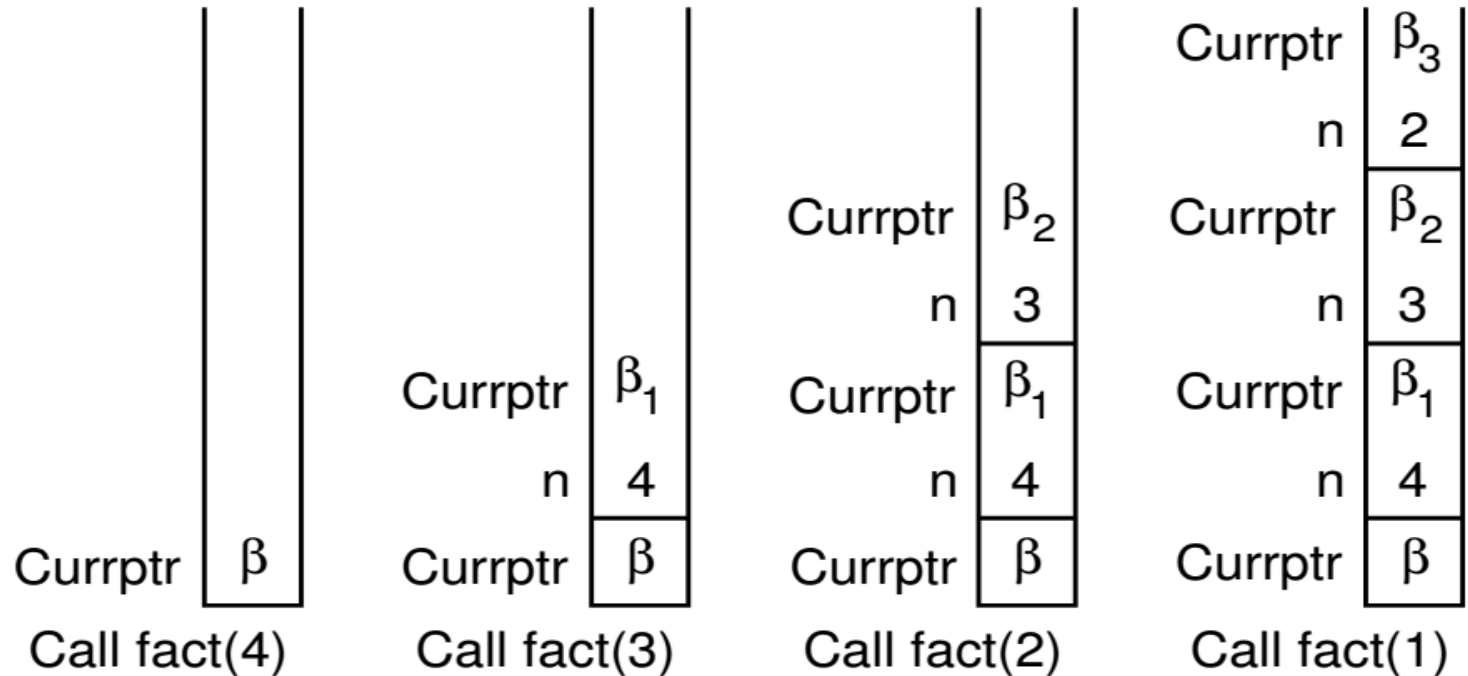 Currptr β
Call fact(4)
Currptr β₁
n 4
Currptr β
Call fact(3)
Currptr β₂
n 3
Currptr β₁
n 4
Currptr β
Call fact(2)
Currptr β₃
n 2
Currptr β₂
n 3
Currptr β₁
n 4
Currptr β
Call fact(1)